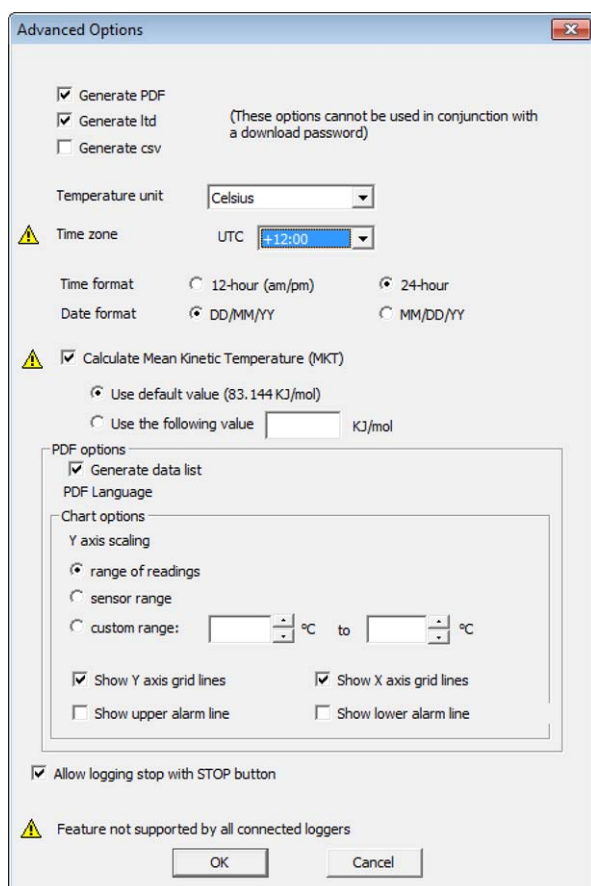 Advanced Options
Generate PDF
Generate ltd
(These options cannot be used in conjunction with
a download password)
Generate csv
Temperature unit Celsius
Time zone UTC +12:00
Time format 12-hour (am/pm) 24-hour
Date format DD/MM/YY MM/DD/YY
Calculate Mean Kinetic Temperature (MKT)
Use default value (83.144 KJ/mol)
Use the following value KJ/mol
PDF options
Generate data list
PDF Language
Chart options
Y axis scaling
range of readings
sensor range
custom range: ºC to ºC
Show Y axis grid lines Show X axis grid lines
Show upper alarm line Show lower alarm line
Allow logging stop with STOP button
Feature not supported by all connected loggers
OK Cancel